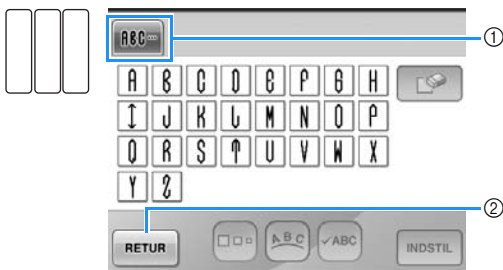 ABC ①
A B C D E F G H
I J K L M N O P
Q R S T U V W X
Y Z
②
RETUR ABC ✓ABC INDSTIL